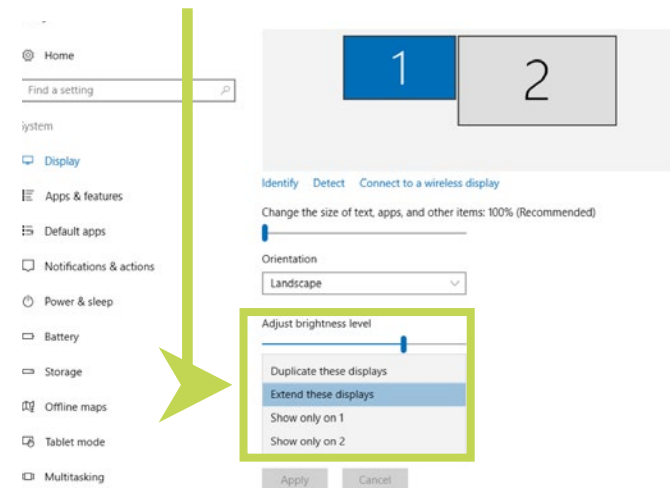 Home
Find a setting
System
Display
Apps & features
Default apps
Notifications & actions
Power & sleep
Battery
Storage
Offline maps
Tablet mode
Multitasking
1
2
Identify Detect Connect to a wireless display
Change the size of text, apps, and other items: 100% (Recommended)
Orientation
Landscape
Adjust brightness level
Duplicate these displays
Extend these displays
Show only on 1
Show only on 2
Apply Cancel